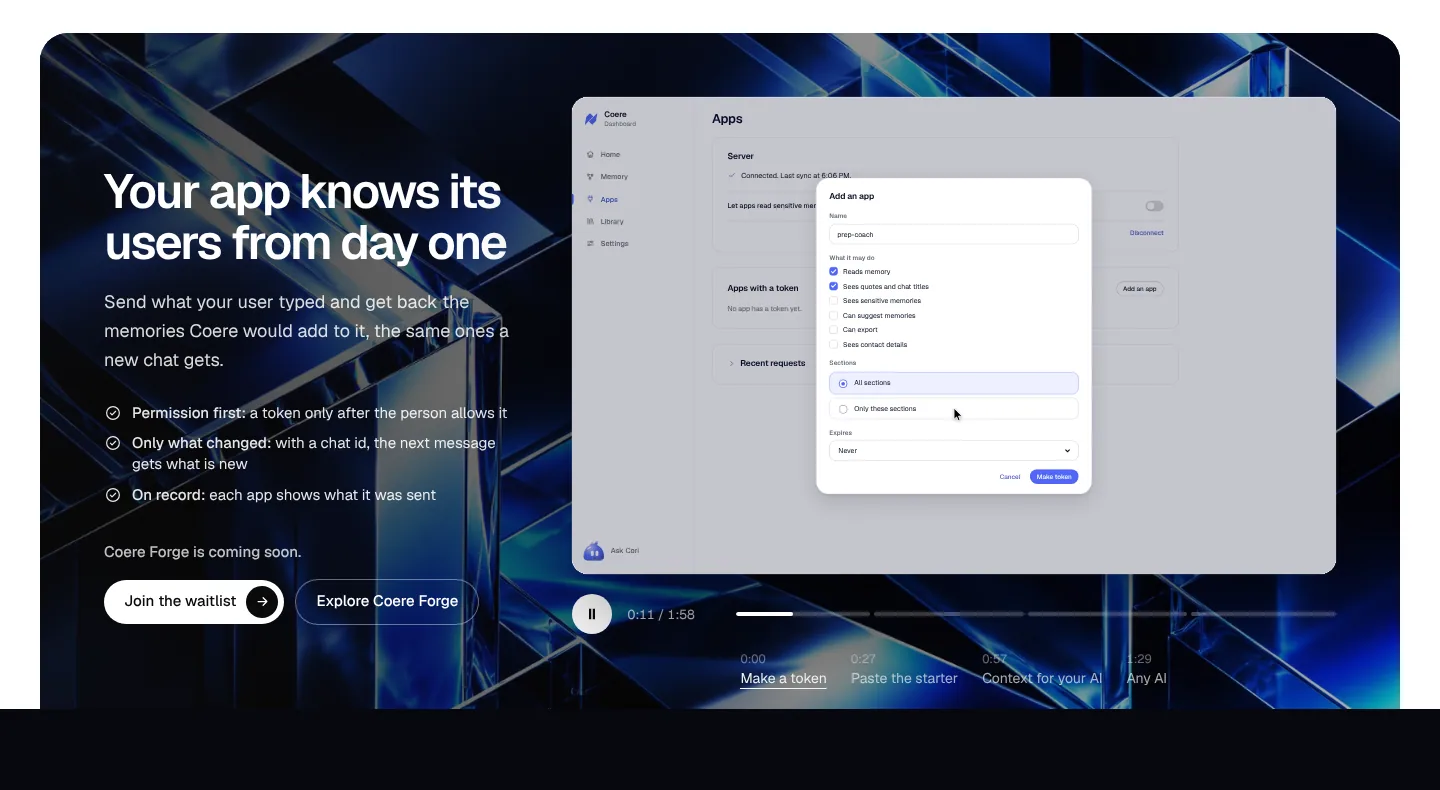 Your app knows its
users from day one
Send what your user typed and get back the
memories Coere would add to it, the same ones a
new chat gets.
Permission first: a token only after the person allows it
Only what changed: with a chat id, the next message
gets what is new
On record: each app shows what it was sent
Coere Forge is coming soon.
Join the waitlist
Explore Coere Forge
Coere
Dashboard
Home
Memory
Apps
Library
Settings
Ask Cori
Apps
Server
Connected. Last sync at 6:06 PM.
Let apps read sensitive mer
Disconnect
Apps with a token
Add an app
No app has a token yet.
Recent requests
Add an app
Name
prep-coach
What it may do
Reads memory
Sees quotes and chat titles
Sees sensitive memories
Can suggest memories
Can export
Sees contact details
Sections
All sections
Only these sections
Expires
Never
Cancel
Make token
0:11 / 1:58
0:00
Make a token
0:27
Paste the starter
0:57
Context for your AI
1:29
Any AI